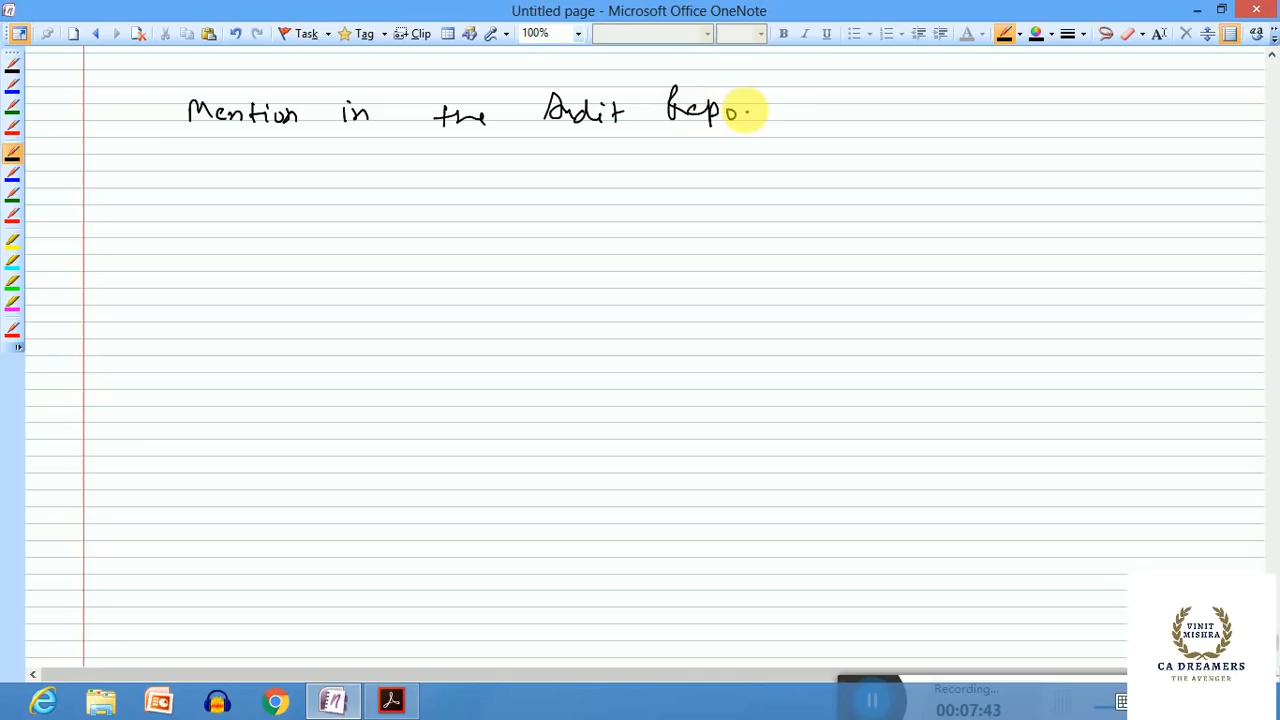 Untitled page - Microsoft Office OneNote
Task
Tag
Clip
100%
B I U
Mention in the Audit Repo
VINIT
MISHRA
CA DREAMERS
THE AVENGER
Recording...
00:07:43